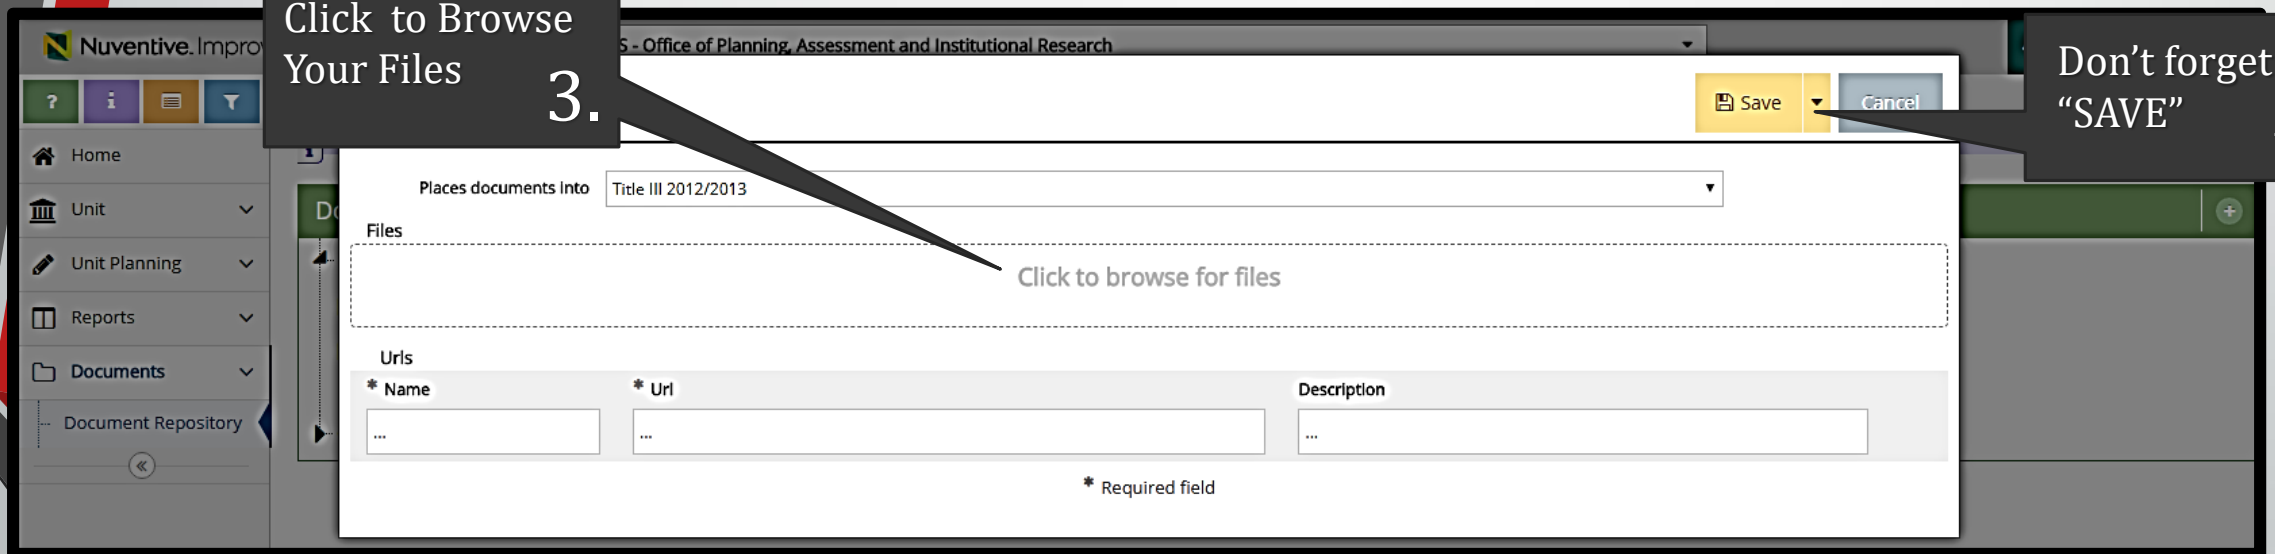 Click to Browse
Your Files
3.
Nuventive. Impro
S - Office of Planning, Assessment and Institutional Research
Don't forget
“SAVE”
Save
Cancel
?
i
Home
Places documents into
Title III 2012/2013
Unit
Do
Files
Unit Planning
Click to browse for files
Reports
Urls
Documents
* Name
* Url
Description
Document Repository
...
...
...
* Required field